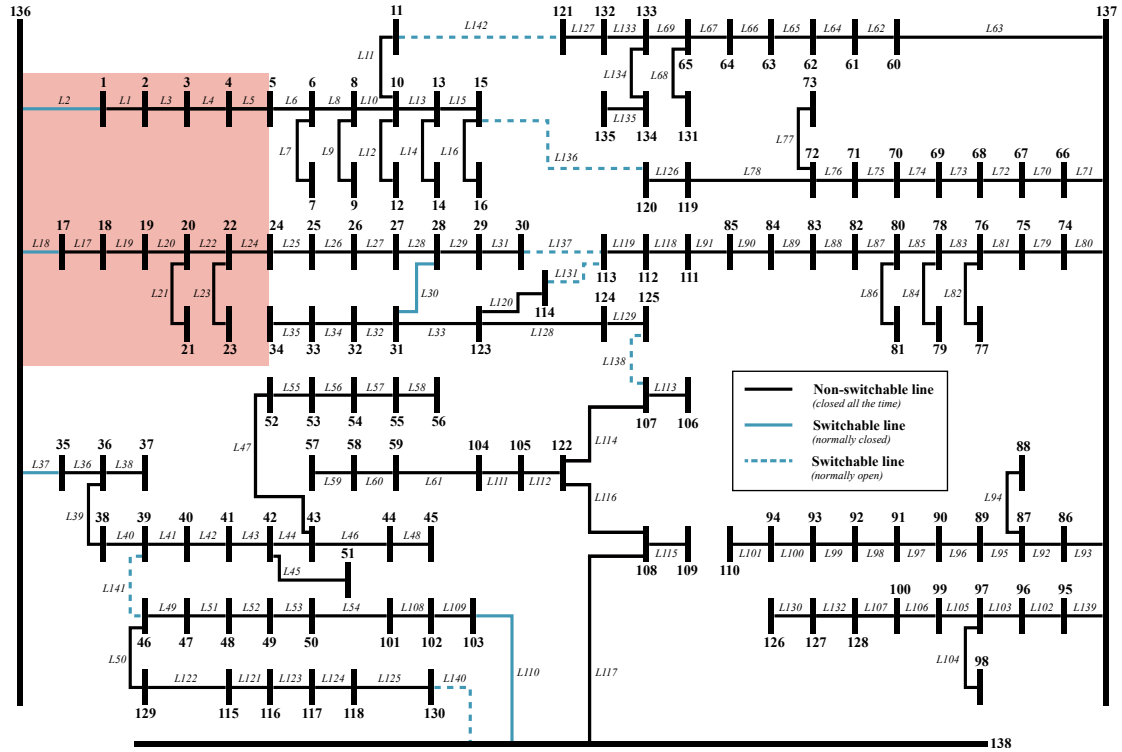 136 11 L142 121 132 133 137
L127 L133 L69 L67 L66 L65 L64 L62 L63
L11 L134 L68 65 64 63 62 61 60
1 2 3 4 5 6 8 10 13 15 73
L2 L1 L3 L4 L5 L6 L8 L10 L13 L15
L135
135 134 131
L7 L9 L12 L14 L16 L136 L77
72 71 70 69 68 67 66
L126 L78 L76 L75 L74 L73 L72 L70 L71
7 9 12 14 16 120 119
17 18 19 20 22 24 25 26 27 28 29 30 85 84 83 82 80 78 76 75 74
L18 L17 L19 L20 L22 L24 L25 L26 L27 L28 L29 L31 L137 L119 L118 L91 L90 L89 L88 L87 L85 L83 L81 L79 L80
113 112 111
L131
L21 L23 L30 L120 114 124 125 L86 L84 L82
L35 L34 L32 L33 L128 L129
21 23 34 33 32 31 123 81 79 77
L138
L55 L56 L57 L58 L113
Non-switchable line
(closed all the time)
52 53 54 55 56 107 106
Switchable line
(normally closed)
L47 L114
35 36 37 57 58 59 104 105 122 88
Switchable line
(normally open)
L37 L36 L38 L59 L60 L61 L111 L112
L116 L94
L39
38 39 40 41 42 43 44 45 94 93 92 91 90 89 87 86
L40 L41 L42 L43 L44 L46 L48 L115 L101 L100 L99 L98 L97 L96 L95 L92 L93
51 108 109 110
L45
L141 100 99 97 96 95
L49 L51 L52 L53 L54 L108 L109 L130 L132 L107 L106 L105 L103 L102 L139
46 47 48 49 50 101 102 103 126 127 128
L50 L104 98
L110 L117
L122 L121 L123 L124 L125 L140
129 115 116 117 118 130
138